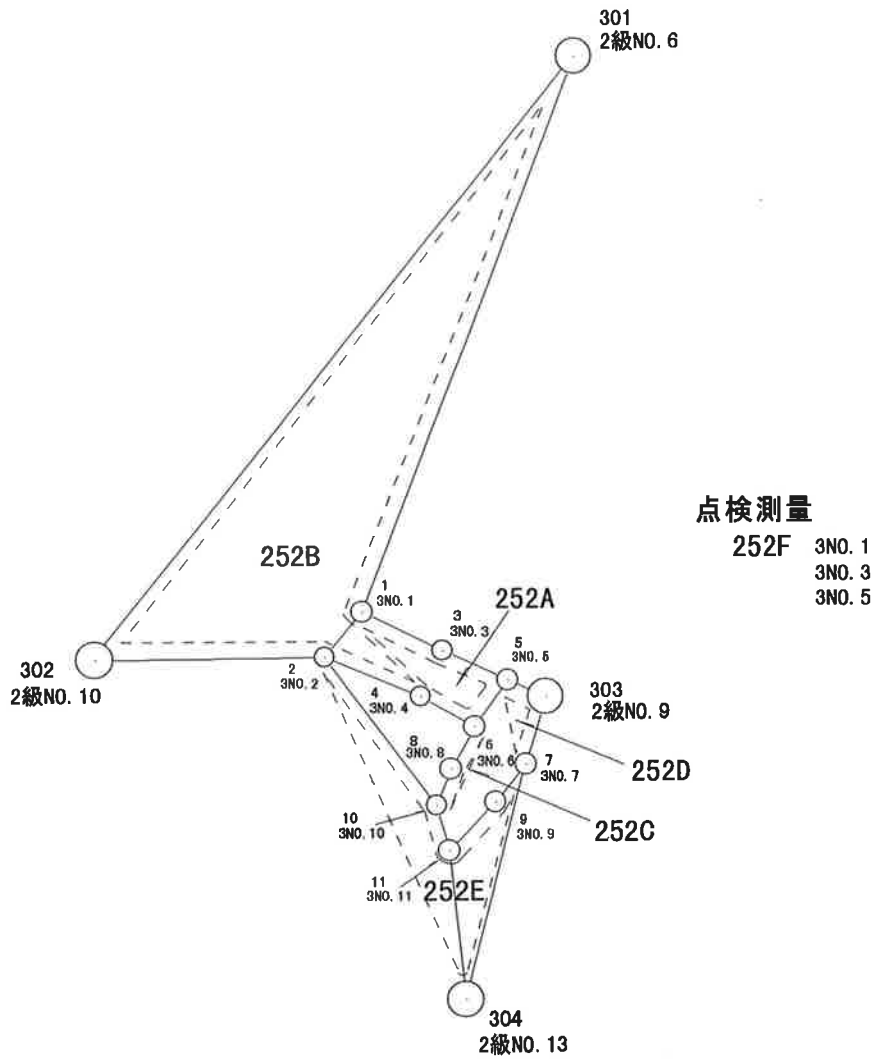 301
2級NO. 6
点検測量
252F 3NO. 1
3NO. 3
3NO. 5
252B
1
3NO. 1
252A
3
3NO. 3
5
3NO. 5
302
2級NO. 10
2
3NO. 2
4
3NO. 4
303
2級NO. 9
6
3NO. 6
8
3NO. 8
7
3NO. 7
252D
10
3NO. 10
9
3NO. 9
252C
11
3NO. 11
252E
304
2級NO. 13